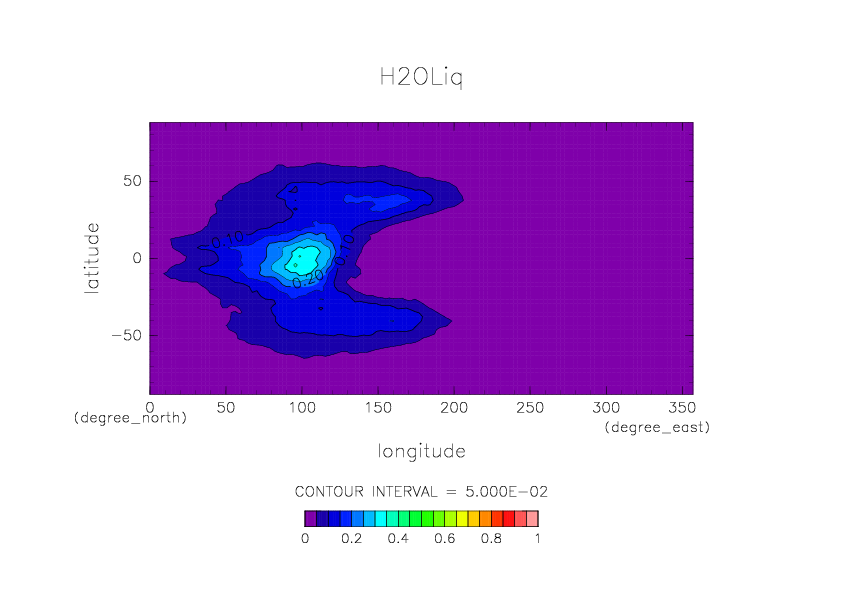 H2OLiq
latitude
50
0
−50
0.10
0.10
0.20
0 50 100 150 200 250 300 350
(degree_north)
(degree_east)
longitude
CONTOUR INTERVAL = 5.000E−02
0 0.2 0.4 0.6 0.8 1